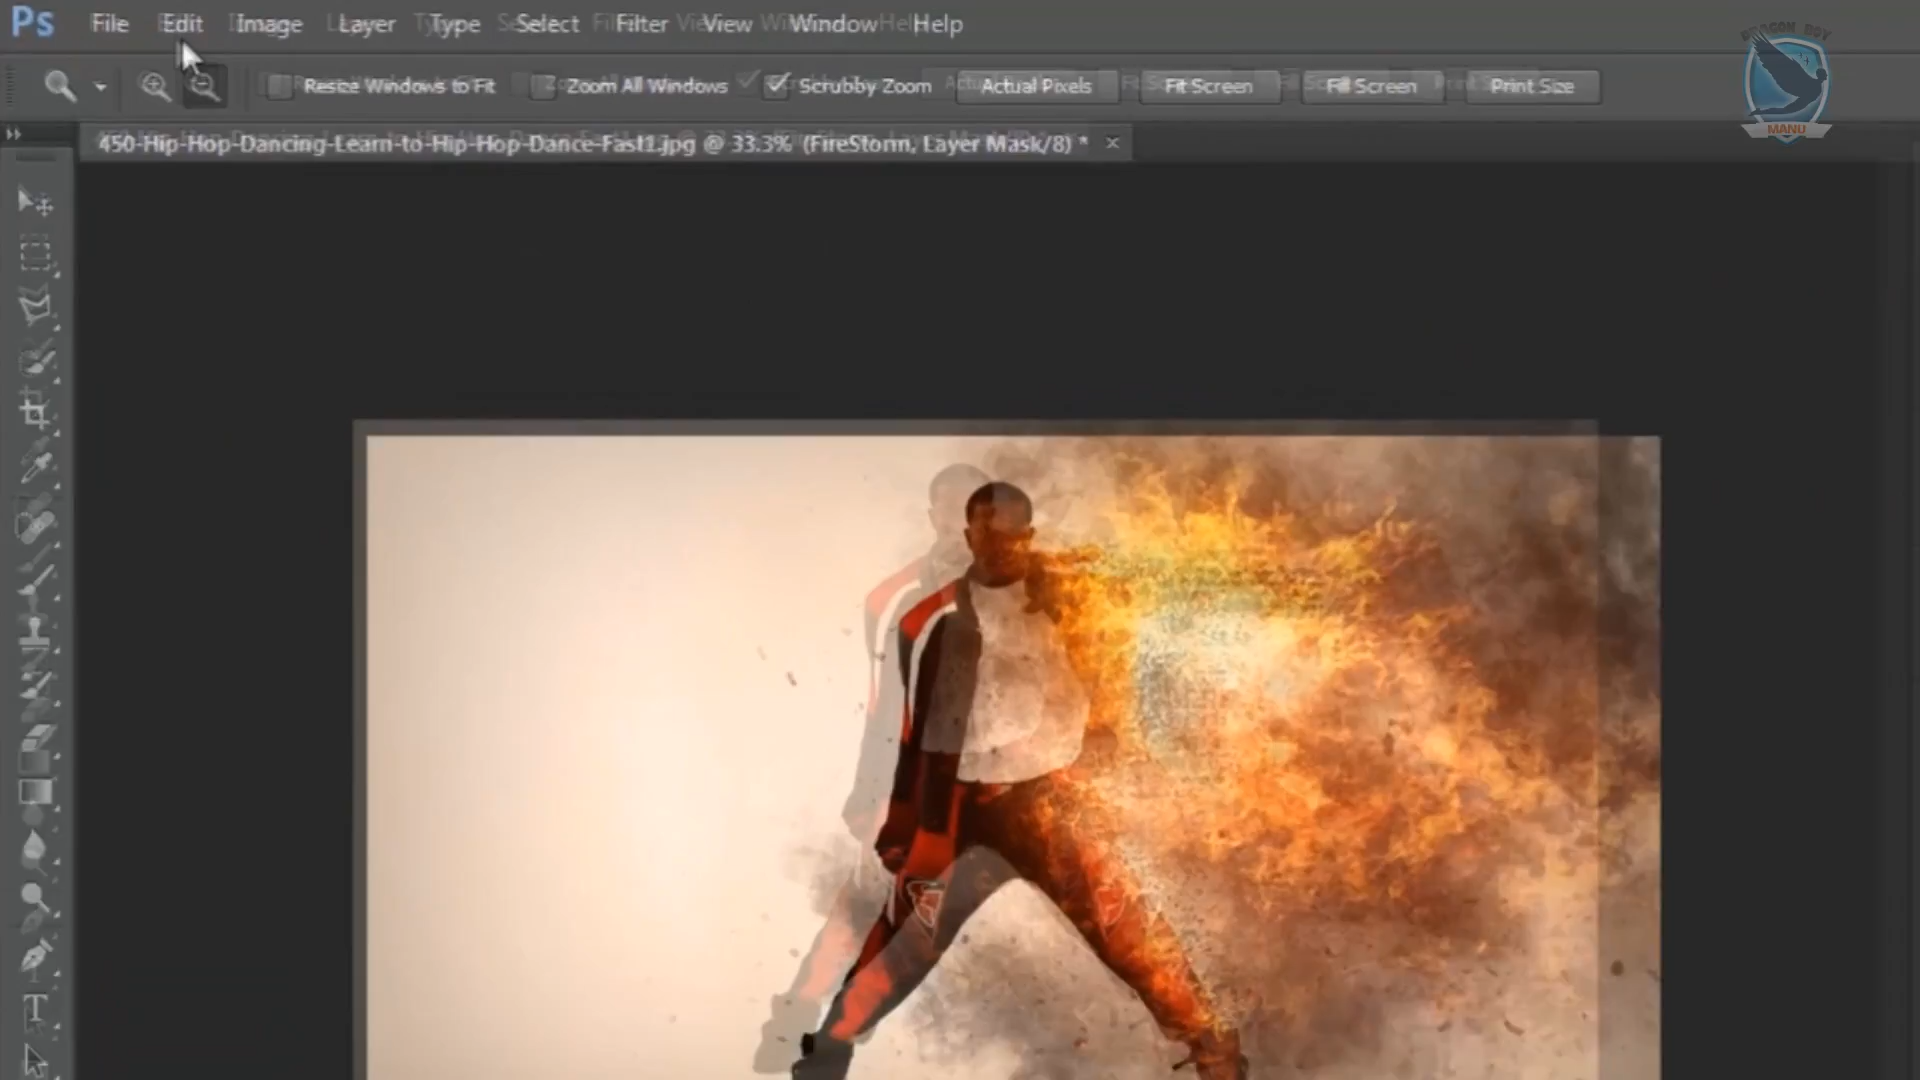 Ps File Edit Image Layer Type Select Filter View Window Help
Resize Windows to Fit Zoom All Windows Scrubby Zoom Actual Pixels Fit Screen Fill Screen Print Size
450-Hip-Hop-Dancing-Learn-to-Hip-Hop-Dance-Fast1.jpg @ 33.3% (FireStorm, Layer Mask/8) * ×
DRAGON BOY
MANU
T